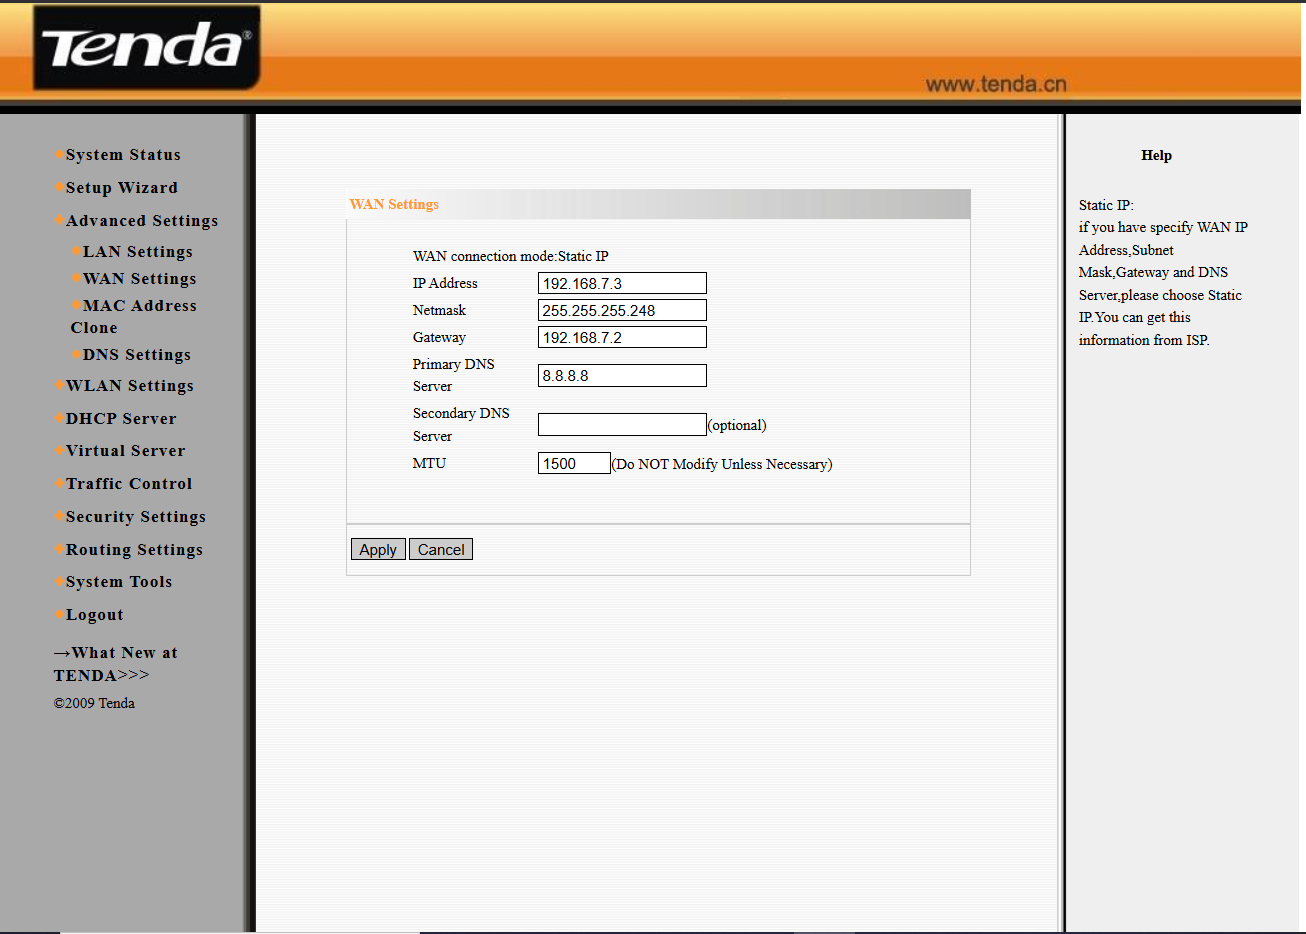 Tenda®
www.tenda.cn
System Status
Setup Wizard
Advanced Settings
LAN Settings
WAN Settings
MAC Address
Clone
DNS Settings
WLAN Settings
DHCP Server
Virtual Server
Traffic Control
Security Settings
Routing Settings
System Tools
Logout
→What New at
TENDA>>>
©2009 Tenda
WAN Settings
WAN connection mode:Static IP
IP Address 192.168.7.3
Netmask 255.255.255.248
Gateway 192.168.7.2
Primary DNS
Server 8.8.8.8
Secondary DNS
Server (optional)
MTU 1500 (Do NOT Modify Unless Necessary)
Apply Cancel
Help
Static IP:
if you have specify WAN IP
Address,Subnet
Mask,Gateway and DNS
Server,please choose Static
IP.You can get this
information from ISP.